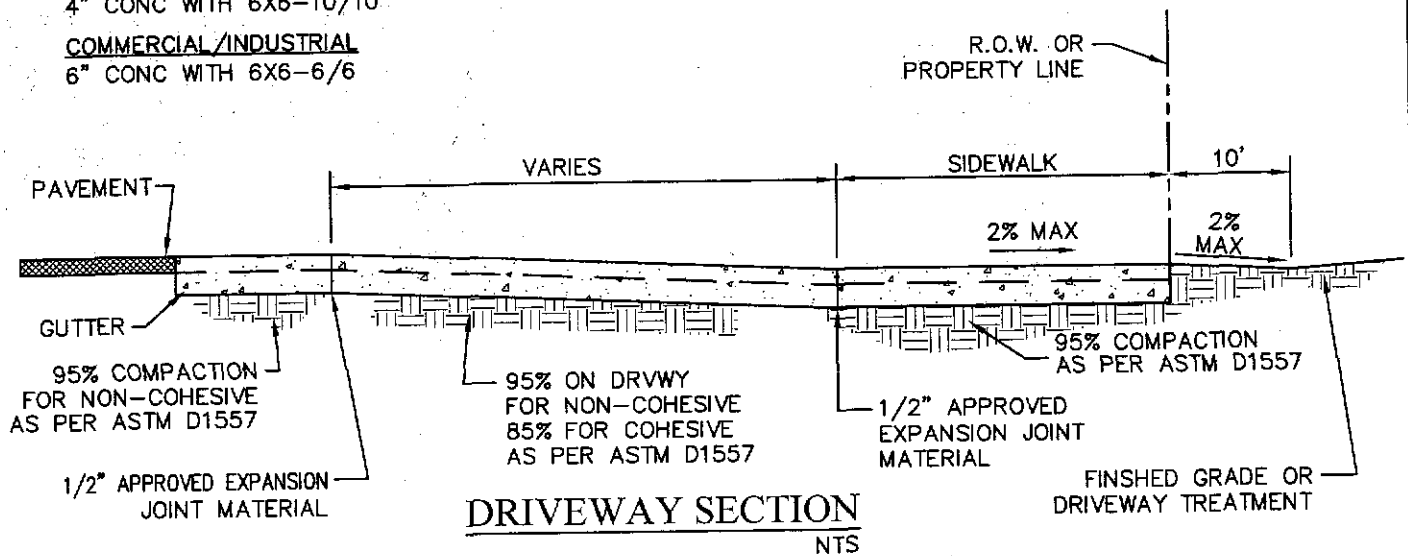 4" CONC WITH 6X6-10/10
COMMERCIAL/INDUSTRIAL
6" CONC WITH 6X6-6/6
R.O.W. OR
PROPERTY LINE
VARIES
SIDEWALK
10'
PAVEMENT
2% MAX
2%
MAX
GUTTER
95% COMPACTION
FOR NON-COHESIVE
AS PER ASTM D1557
95% ON DRVWY
FOR NON-COHESIVE
85% FOR COHESIVE
AS PER ASTM D1557
95% COMPACTION
AS PER ASTM D1557
1/2" APPROVED
EXPANSION JOINT
MATERIAL
1/2" APPROVED EXPANSION
JOINT MATERIAL
FINSHED GRADE OR
DRIVEWAY TREATMENT
DRIVEWAY SECTION
NTS